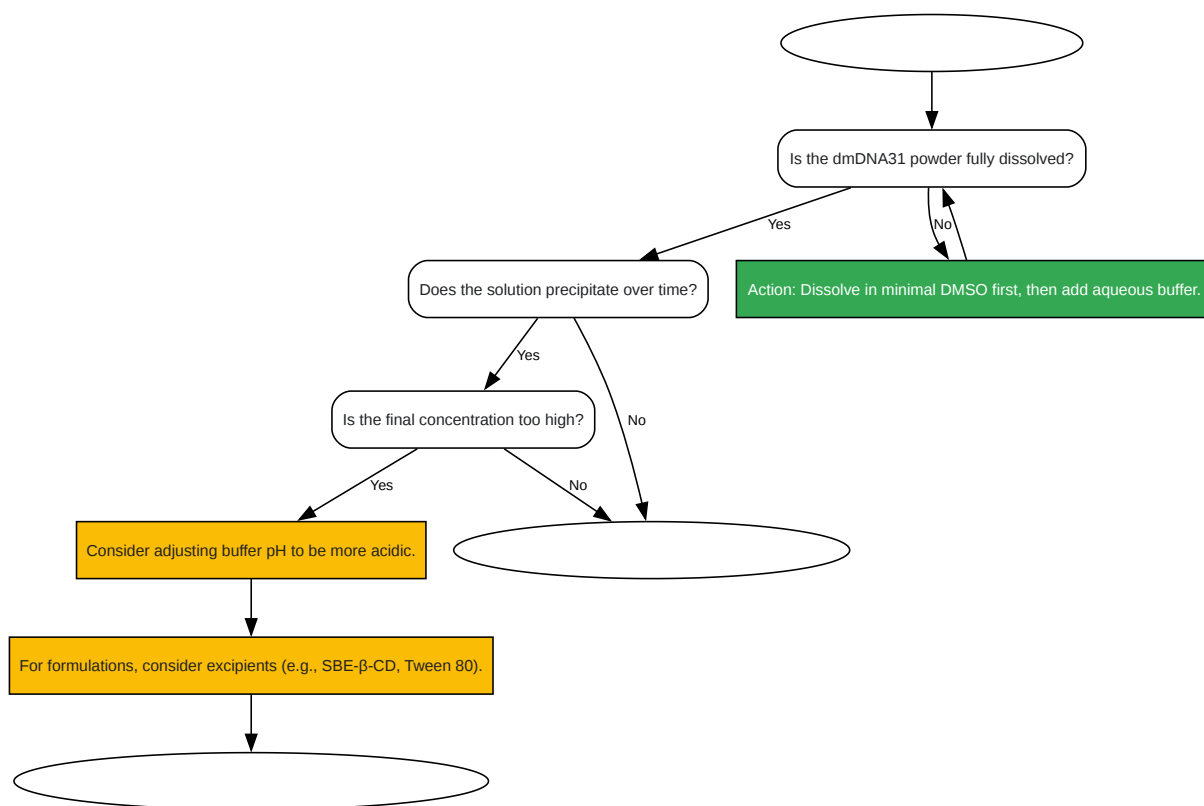 Is the dmDNA31 powder fully dissolved?
Yes
No
Does the solution precipitate over time?
Action: Dissolve in minimal DMSO first, then add aqueous buffer.
Yes
No
Is the final concentration too high?
Yes
No
Consider adjusting buffer pH to be more acidic.
For formulations, consider excipients (e.g., SBE-β-CD, Tween 80).